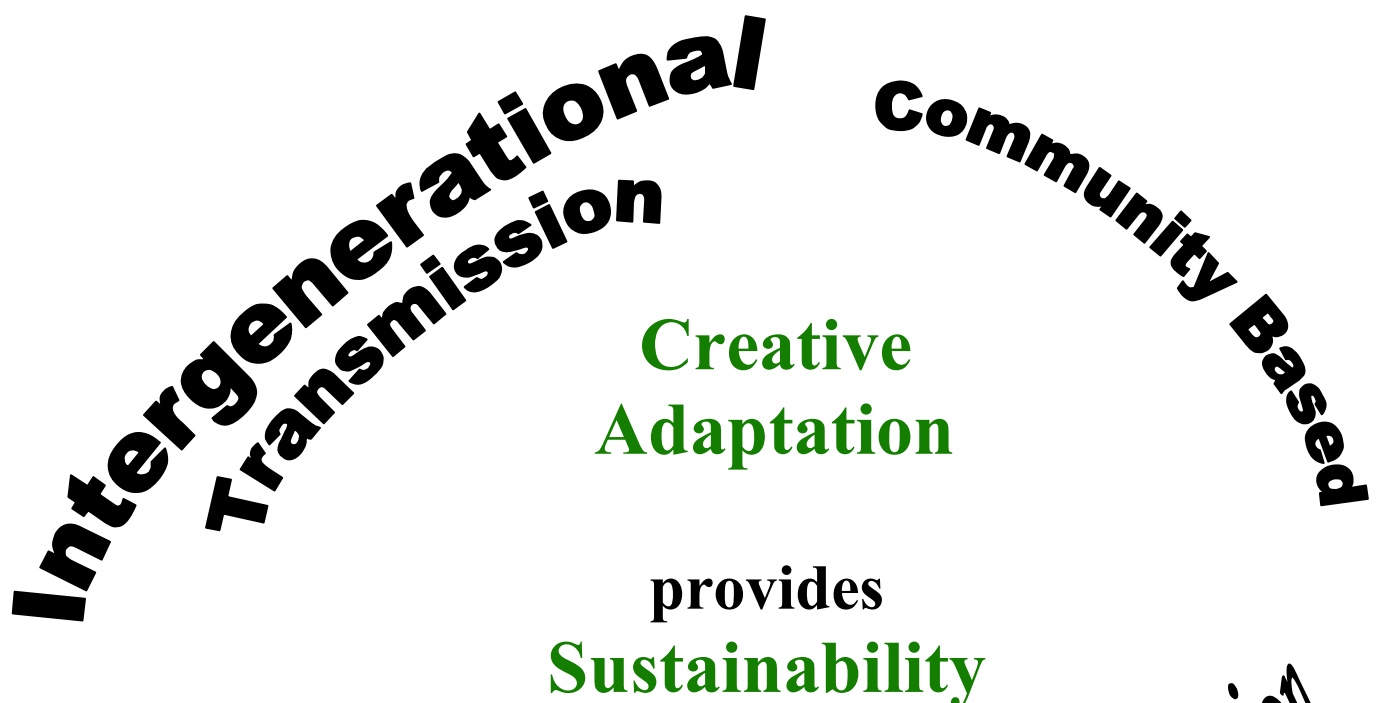 Intergenerational
Transmission
Community Based
Creative
Adaptation
provides
Sustainability